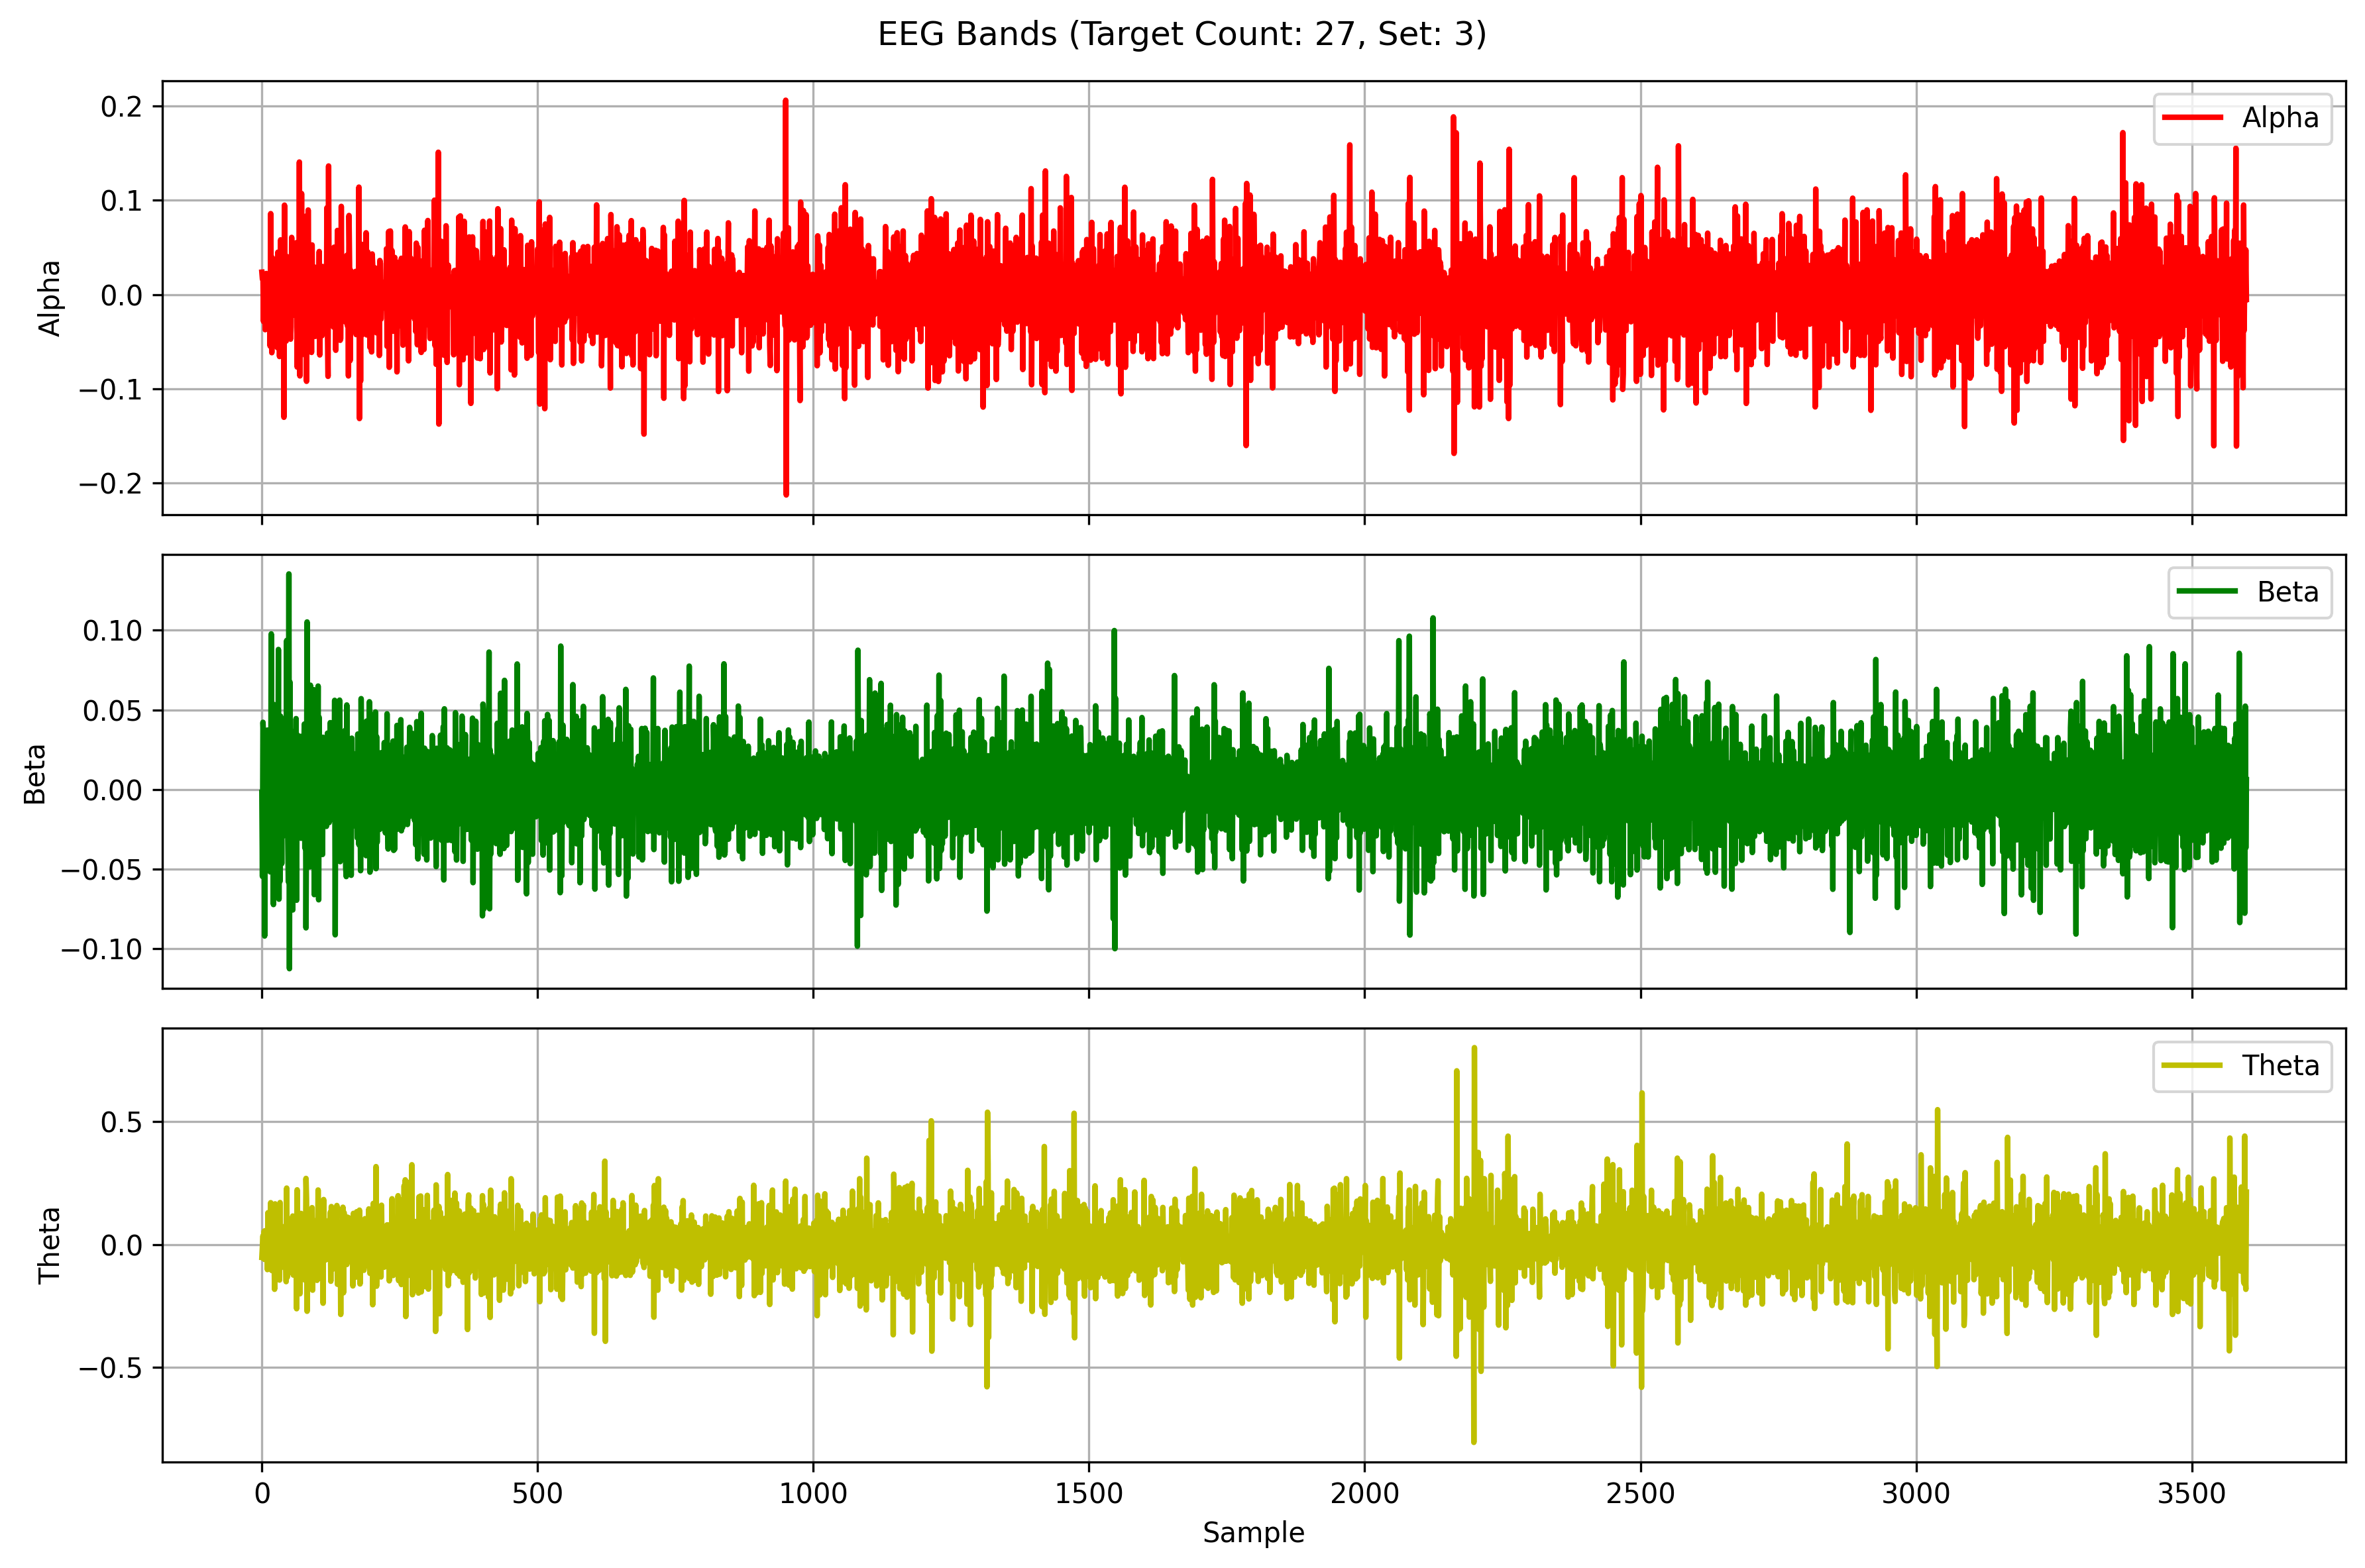 EEG Bands (Target Count: 27, Set: 3)
0.2
0.1
0.0
−0.1
−0.2
Alpha
Alpha
0.10
0.05
0.00
−0.05
−0.10
Beta
Beta
0.5
0.0
−0.5
Theta
Theta
0 500 1000 1500 2000 2500 3000 3500
Sample